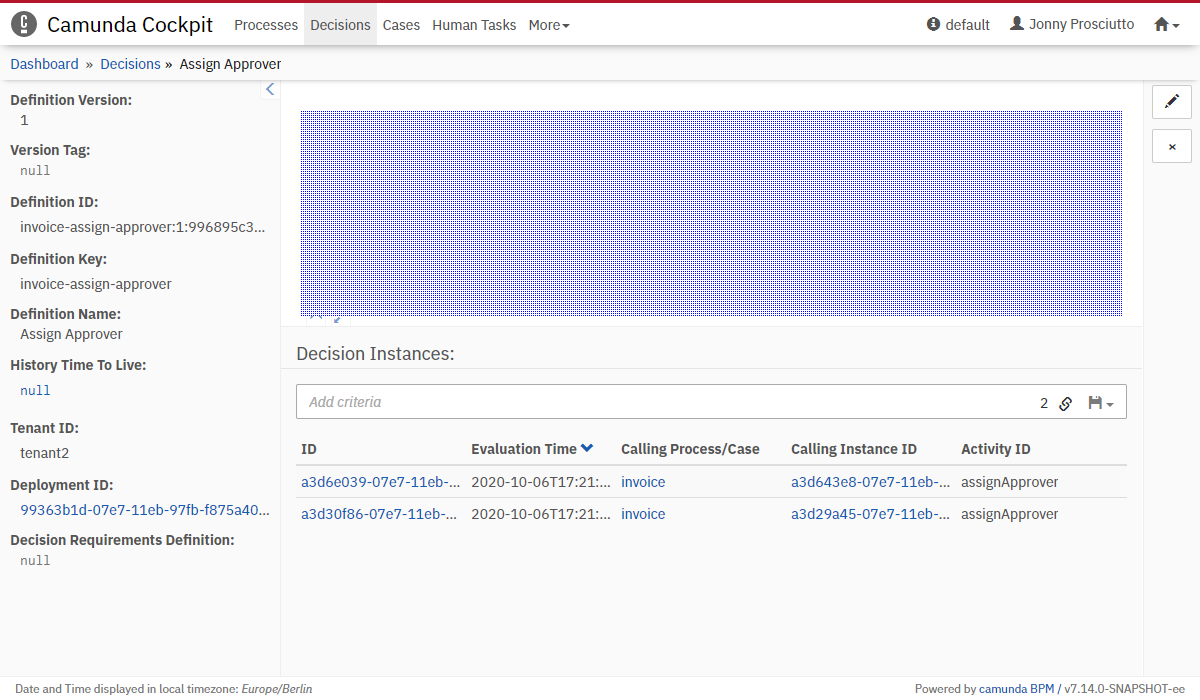 Camunda Cockpit Processes Decisions Cases Human Tasks More default Jonny Prosciutto
Dashboard » Decisions » Assign Approver
Definition Version:
1
Version Tag:
null
Definition ID:
invoice-assign-approver:1:996895c3...
Definition Key:
invoice-assign-approver
Definition Name:
Assign Approver
History Time To Live:
null
Tenant ID:
tenant2
Deployment ID:
99363b1d-07e7-11eb-97fb-f875a40...
Decision Requirements Definition:
null
Decision Instances:
Add criteria 2
ID Evaluation Time Calling Process/Case Calling Instance ID Activity ID
a3d6e039-07e7-11eb-... 2020-10-06T17:21:... invoice a3d643e8-07e7-11eb-... assignApprover
a3d30f86-07e7-11eb-... 2020-10-06T17:21:... invoice a3d29a45-07e7-11eb-... assignApprover
Date and Time displayed in local timezone: Europe/Berlin Powered by camunda BPM / v7.14.0-SNAPSHOT-ee